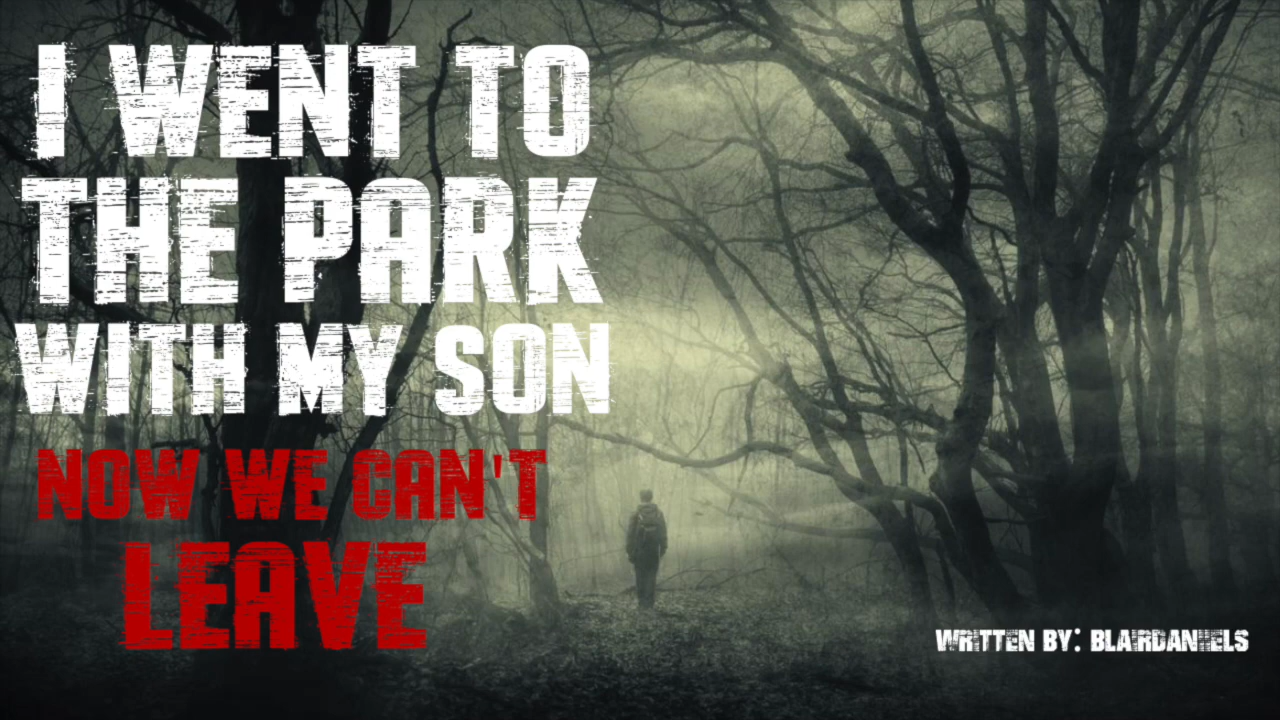 I WENT TO
THE PARK
WITH MY SON
NOW WE CAN'T
LEAVE
WRITTEN BY: BLAIRDANIELS